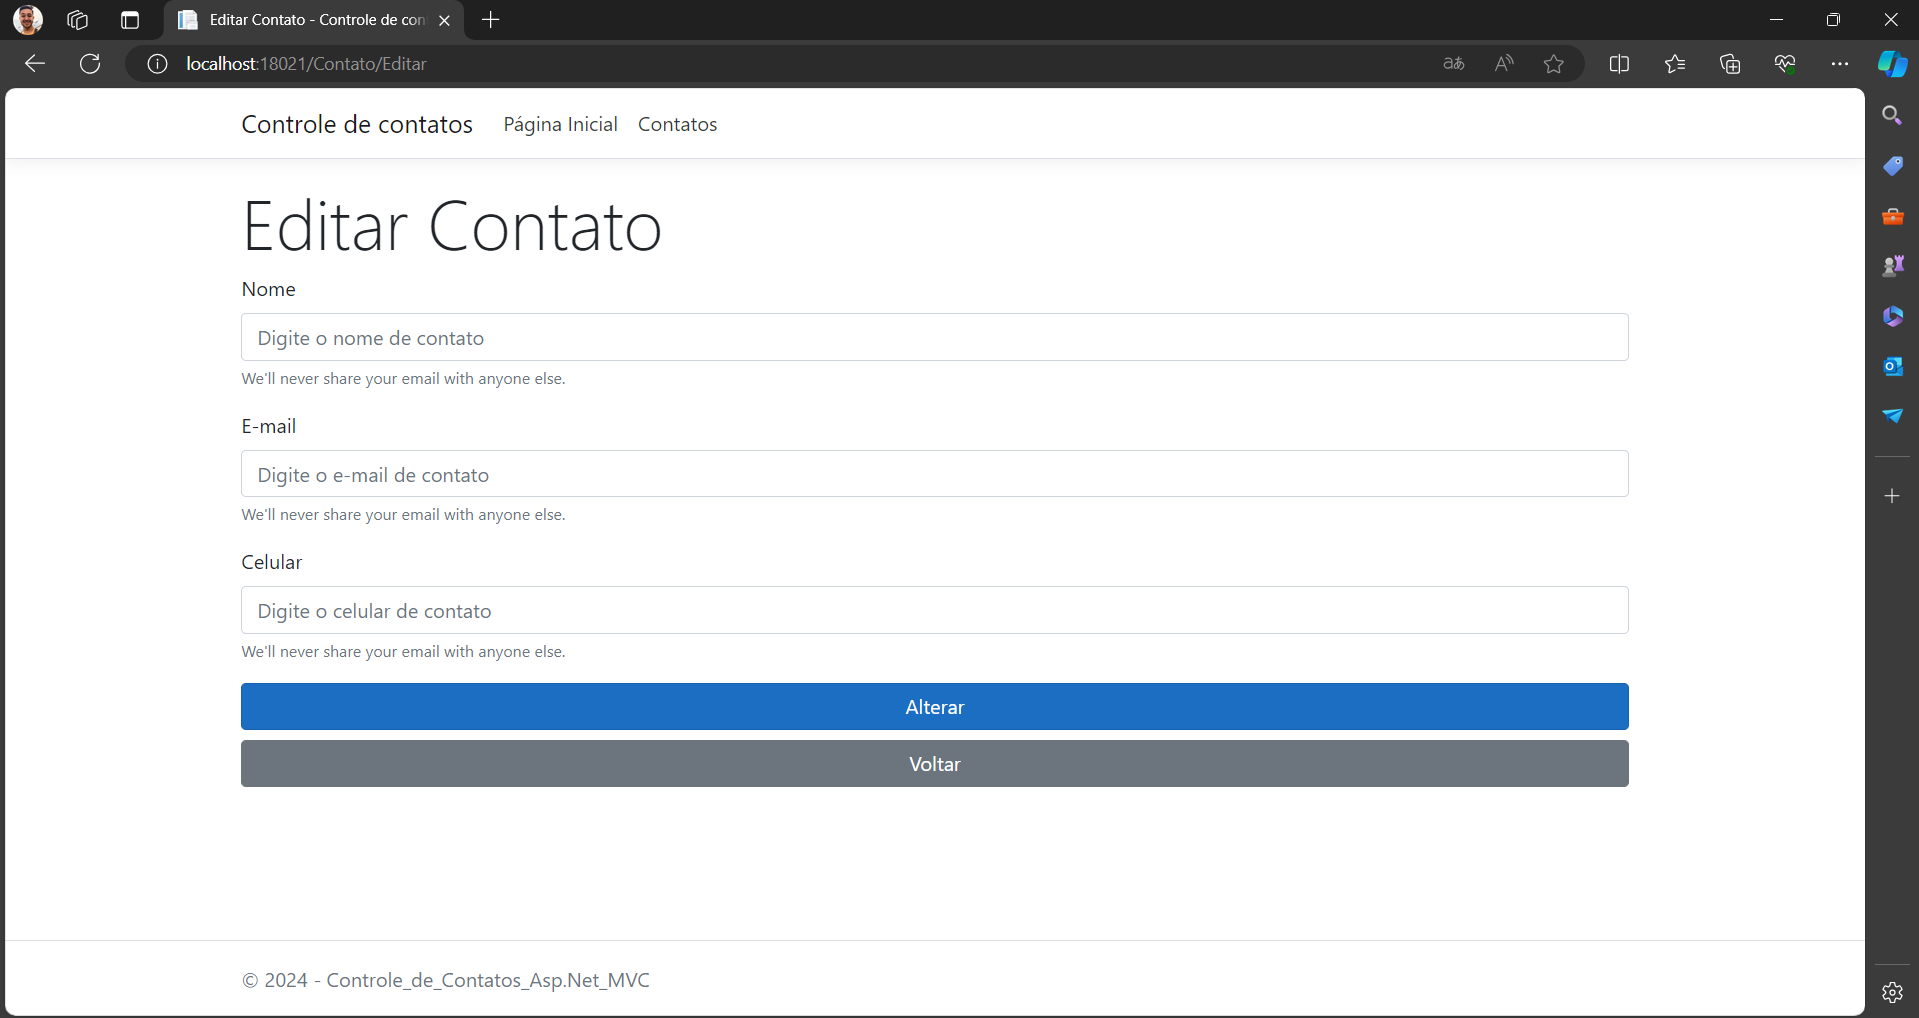 Editar Contato - Controle de con
localhost:18021/Contato/Editar
Controle de contatos Página Inicial Contatos
Editar Contato
Nome
Digite o nome de contato
We'll never share your email with anyone else.
E-mail
Digite o e-mail de contato
We'll never share your email with anyone else.
Celular
Digite o celular de contato
We'll never share your email with anyone else.
Alterar
Voltar
© 2024 - Controle_de_Contatos_Asp.Net_MVC